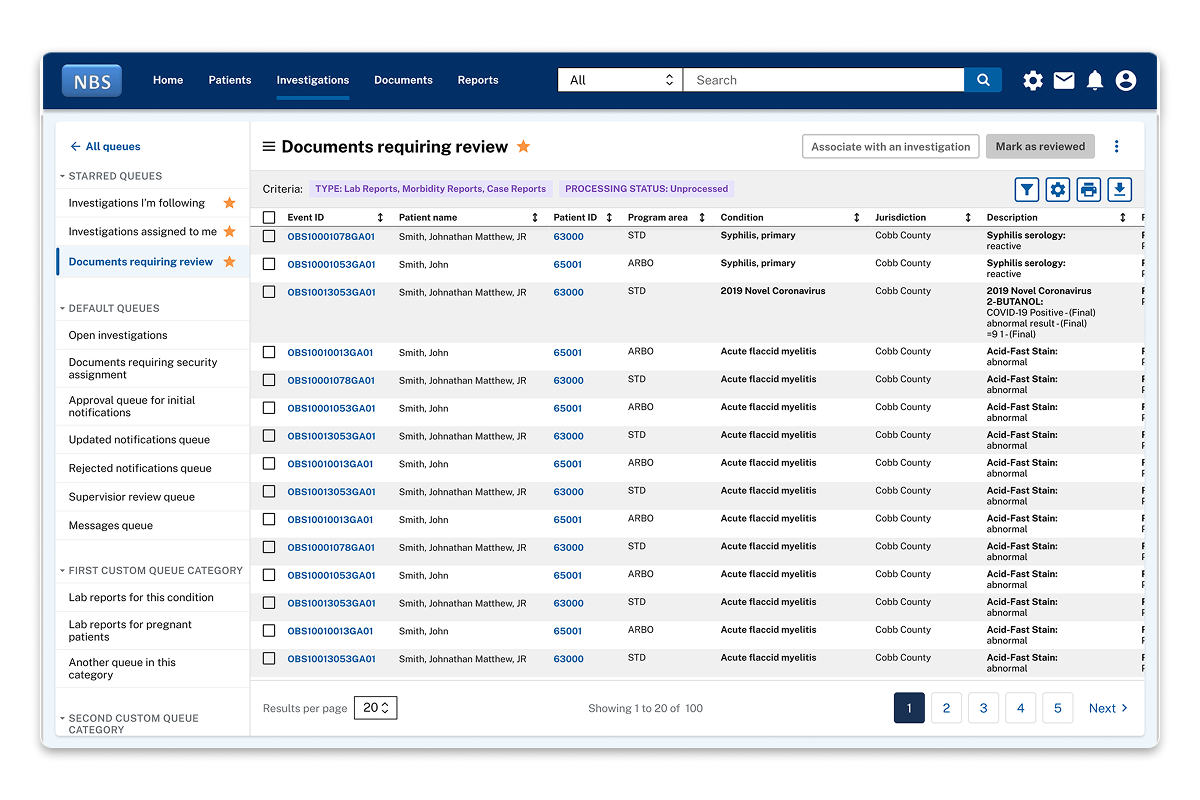 NBS
Home Patients Investigations Documents Reports
All Search
All queues
STARRED QUEUES
Investigations I'm following
Investigations assigned to me
Documents requiring review
DEFAULT QUEUES
Open investigations
Documents requiring security
assignment
Approval queue for initial
notifications
Updated notifications queue
Rejected notifications queue
Supervisior review queue
Messages queue
FIRST CUSTOM QUEUE CATEGORY
Lab reports for this condition
Lab reports for pregnant
patients
Another queue in this
category
SECOND CUSTOM QUEUE
CATEGORY
Documents requiring review
Associate with an investigation Mark as reviewed
Criteria: TYPE: Lab Reports, Morbidity Reports, Case Reports PROCESSING STATUS: Unprocessed
Event ID Patient name Patient ID Program area Condition Jurisdiction Description
OBS10001078GA01 Smith, Johnathan Matthew, JR 63000 STD Syphilis, primary Cobb County Syphilis serology:
reactive
OBS10001053GA01 Smith, John 65001 ARBO Syphilis, primary Cobb County Syphilis serology:
reactive
OBS10013053GA01 Smith, Johnathan Matthew, JR 63000 STD 2019 Novel Coronavirus Cobb County 2019 Novel Coronavirus
2-BUTANOL:
COVID-19 Positive - (Final)
abnormal result - (Final)
=9 1 - (Final)
OBS10010013GA01 Smith, John 65001 ARBO Acute flaccid myelitis Cobb County Acid-Fast Stain:
abnormal
OBS10001078GA01 Smith, Johnathan Matthew, JR 63000 STD Acute flaccid myelitis Cobb County Acid-Fast Stain:
abnormal
OBS10001053GA01 Smith, John 65001 ARBO Acute flaccid myelitis Cobb County Acid-Fast Stain:
abnormal
OBS10013053GA01 Smith, Johnathan Matthew, JR 63000 STD Acute flaccid myelitis Cobb County Acid-Fast Stain:
abnormal
OBS10010013GA01 Smith, John 65001 ARBO Acute flaccid myelitis Cobb County Acid-Fast Stain:
abnormal
OBS10013053GA01 Smith, Johnathan Matthew, JR 63000 STD Acute flaccid myelitis Cobb County Acid-Fast Stain:
abnormal
OBS10010013GA01 Smith, John 65001 ARBO Acute flaccid myelitis Cobb County Acid-Fast Stain:
abnormal
OBS10001078GA01 Smith, Johnathan Matthew, JR 63000 STD Acute flaccid myelitis Cobb County Acid-Fast Stain:
abnormal
OBS10001053GA01 Smith, John 65001 ARBO Acute flaccid myelitis Cobb County Acid-Fast Stain:
abnormal
OBS10013053GA01 Smith, Johnathan Matthew, JR 63000 STD Acute flaccid myelitis Cobb County Acid-Fast Stain:
abnormal
OBS10010013GA01 Smith, John 65001 ARBO Acute flaccid myelitis Cobb County Acid-Fast Stain:
abnormal
OBS10013053GA01 Smith, Johnathan Matthew, JR 63000 STD Acute flaccid myelitis Cobb County Acid-Fast Stain:
abnormal
Results per page 20 Showing 1 to 20 of 100 1 2 3 4 5 Next